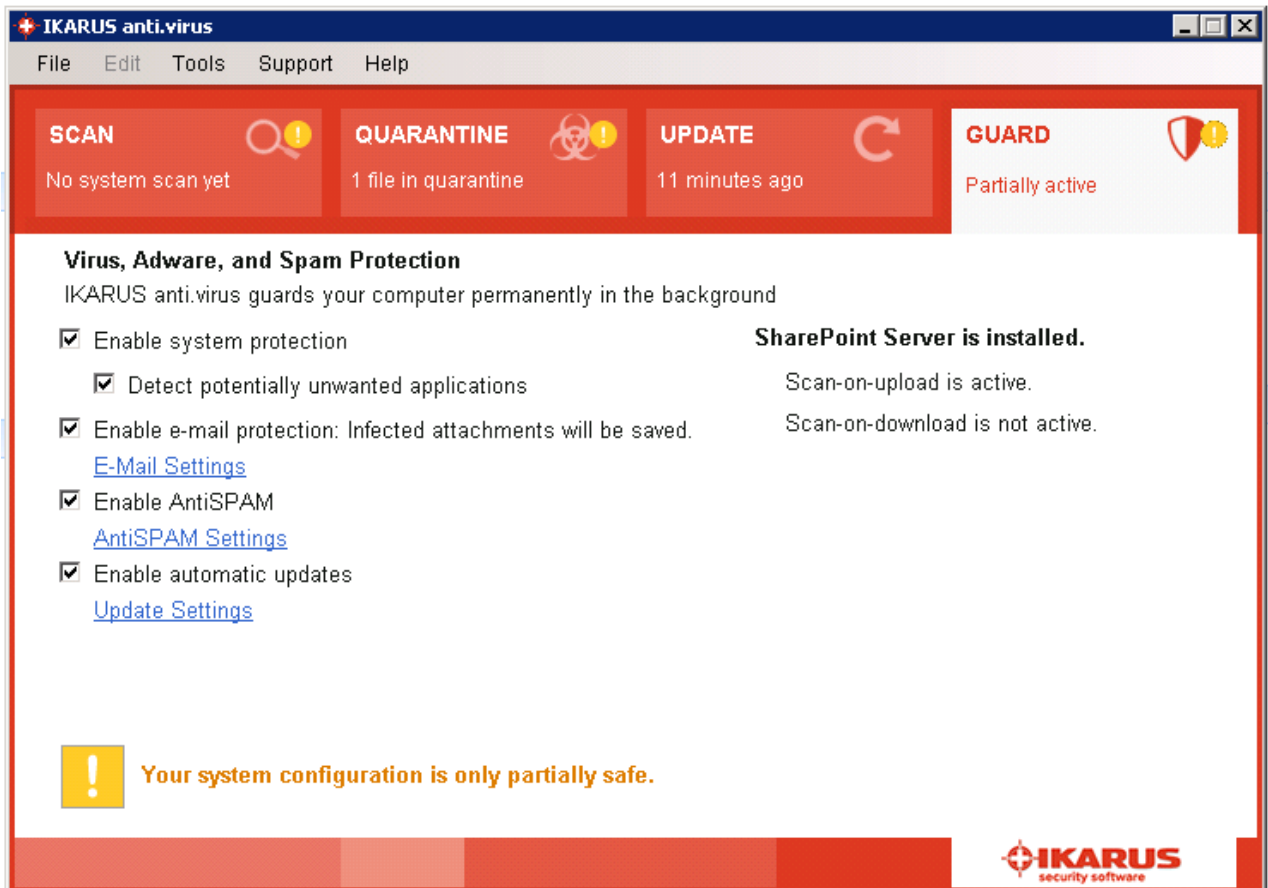 IKARUS anti.virus
File Edit Tools Support Help
SCAN
No system scan yet
QUARANTINE
1 file in quarantine
UPDATE
11 minutes ago
GUARD
Partially active
Virus, Adware, and Spam Protection
IKARUS anti.virus guards your computer permanently in the background
Enable system protection
Detect potentially unwanted applications
Enable e-mail protection: Infected attachments will be saved.
E-Mail Settings
Enable AntiSPAM
AntiSPAM Settings
Enable automatic updates
Update Settings
SharePoint Server is installed.
Scan-on-upload is active.
Scan-on-download is not active.
Your system configuration is only partially safe.
IKARUS
security software